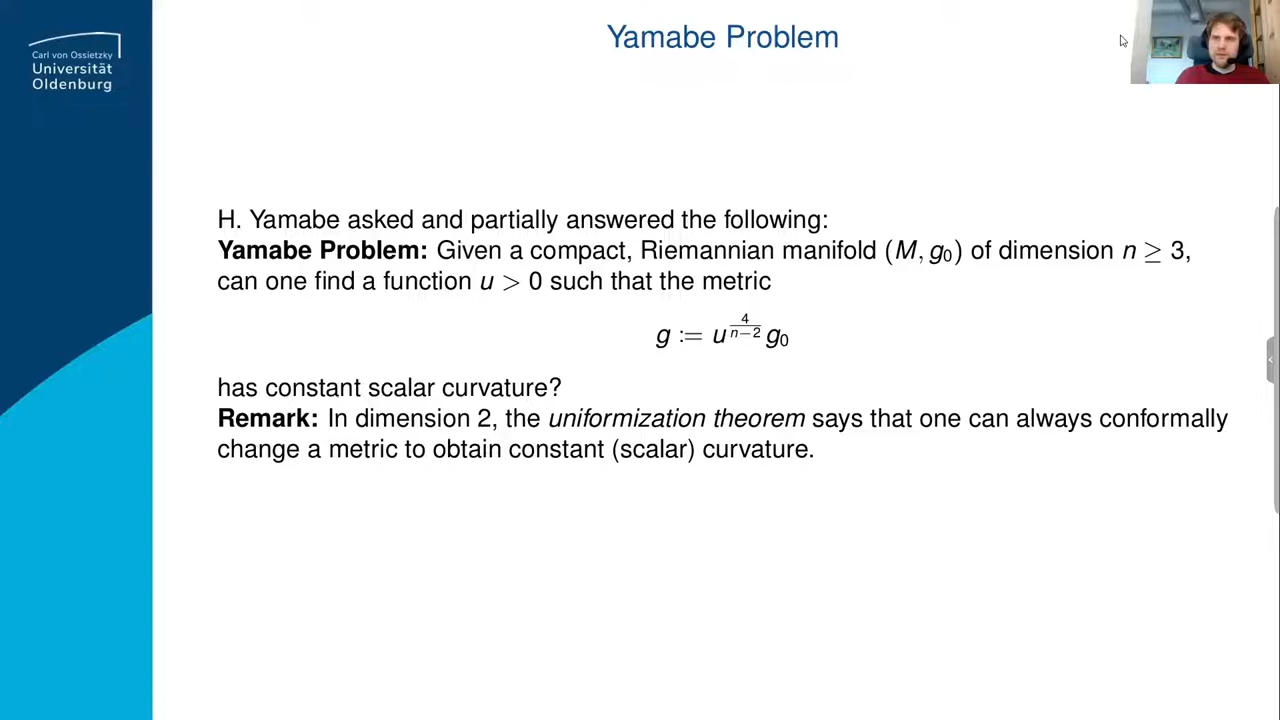 Yamabe Problem
Carl von Ossietzky
Universität
Oldenburg
H. Yamabe asked and partially answered the following:
Yamabe Problem: Given a compact, Riemannian manifold (M, g₀) of dimension n ≥ 3,
can one find a function u > 0 such that the metric
g := u^{\frac{4}{n−2}} g₀
has constant scalar curvature?
Remark: In dimension 2, the uniformization theorem says that one can always conformally
change a metric to obtain constant (scalar) curvature.